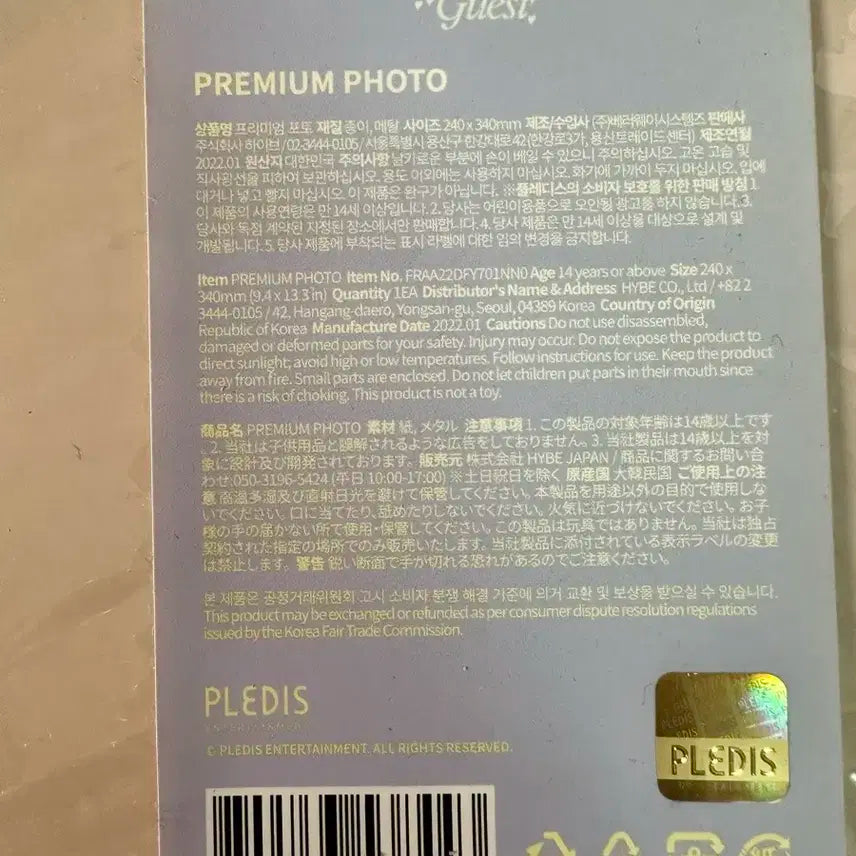 Guest
PREMIUM PHOTO
상품명 프리미엄 포토 재질 종이, 메탈 사이즈 240 x 340mm 제조/수입사 (주)베러웨이시스템즈 판매사
주식회사 하이브 / 02-3444-0105 / 서울특별시 용산구 한강대로 42 (한강로3가, 용산트레이드센터) 제조연월
2022.01 원산지 대한민국 주의사항 날카로운 부분에 손이 베일 수 있으니 주의하십시오. 고온 고습 및
직사광선을 피하여 보관하십시오. 용도 이외에는 사용하지 마십시오. 화기에 가까이 두지 마십시오. 입에
대거나 넣고 빨지 마십시오. 이 제품은 완구가 아닙니다. ※플레디스의 소비자 보호를 위한 판매 방침 1.
이 제품의 사용연령은 만 14세 이상입니다. 2. 당사는 어린이용품으로 오인될 광고를 하지 않습니다. 3.
당사와 독점 계약된 지정된 장소에서만 판매합니다. 4. 당사 제품은 만 14세 이상을 대상으로 설계 및
개발됩니다. 5. 당사 제품에 부착되는 표시 라벨에 대한 임의 변경을 금지합니다.
Item PREMIUM PHOTO Item No. FRAA22DFY701NN0 Age 14 years or above Size 240 x
340mm (9.4 x 13.3 in) Quantity 1EA Distributor's Name & Address HYBE CO., Ltd / +82 2
3444-0105 / 42, Hangang-daero, Yongsan-gu, Seoul, 04389 Korea Country of Origin
Republic of Korea Manufacture Date 2022.01 Cautions Do not use disassembled,
damaged or deformed parts for your safety. Injury may occur. Do not expose the product to
direct sunlight; avoid high or low temperatures. Follow instructions for use. Keep the product
away from fire. Small parts are enclosed. Do not let children put parts in their mouth since
there is a risk of choking. This product is not a toy.
商品名 PREMIUM PHOTO 素材 紙, メタル 注意事項 1. この製品の対象年齢は14歳以上です
. 2. 当社は子供用品と誤解されるような広告をしておりません。3. 当社製品は14歳以上を対
象に設計及び開発されております。販売元 株式会社 HYBE JAPAN / 商品に関するお問い合
わせ:050-3196-5424 (平日 10:00-17:00) ※土日祝日を除く 原産国 大韓民国 ご使用上の注
意 高温多湿及び直射日光を避けて保管してください。本製品を用途以外の目的で使用しな
いでください。口に当てたり、舐めたりしないでください。火気に近づけないでください。お子
様の手の届かない所で使用・保管してください。この製品は玩具ではありません。当社は独占
契約された指定の場所でのみ販売いたします。当社製品に添付されている表示ラベルの変更
は禁止します。警告 鋭い断面で手が切れる恐れがあるのでご注意ください。
본 제품은 공정거래위원회 고시 소비자 분쟁 해결 기준에 의거 교환 및 보상을 받으실 수 있습니다.
This product may be exchanged or refunded as per consumer dispute resolution regulations
issued by the Korea Fair Trade Commission.
PLEDIS
ENTERTAINMENT
© PLEDIS ENTERTAINMENT. ALL RIGHTS RESERVED.
PLEDIS
ENTERTAINMENT